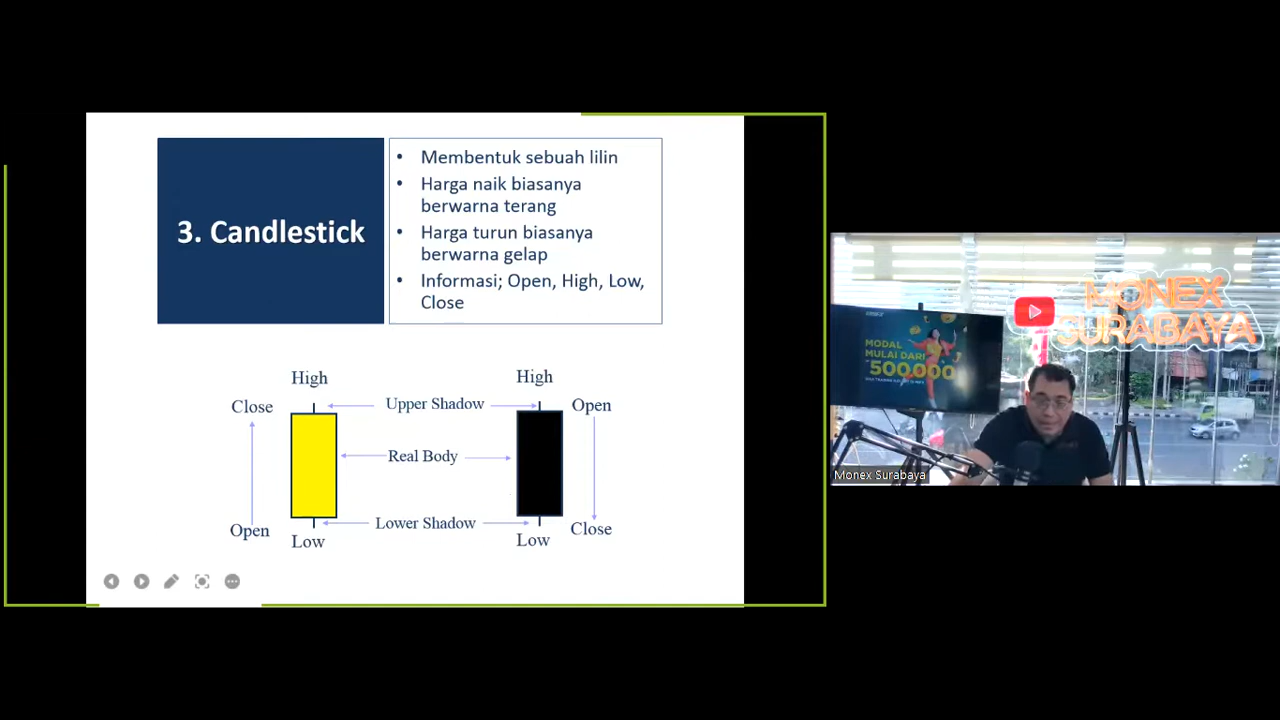 3. Candlestick
• Membentuk sebuah lilin
• Harga naik biasanya
berwarna terang
• Harga turun biasanya
berwarna gelap
• Informasi; Open, High, Low,
Close
High
High
Close
Upper Shadow
Open
Real Body
Open
Lower Shadow
Close
Low
Low
MONEX
SURABAYA
MODAL
MULAI DARI
500.000
Monex Surabaya